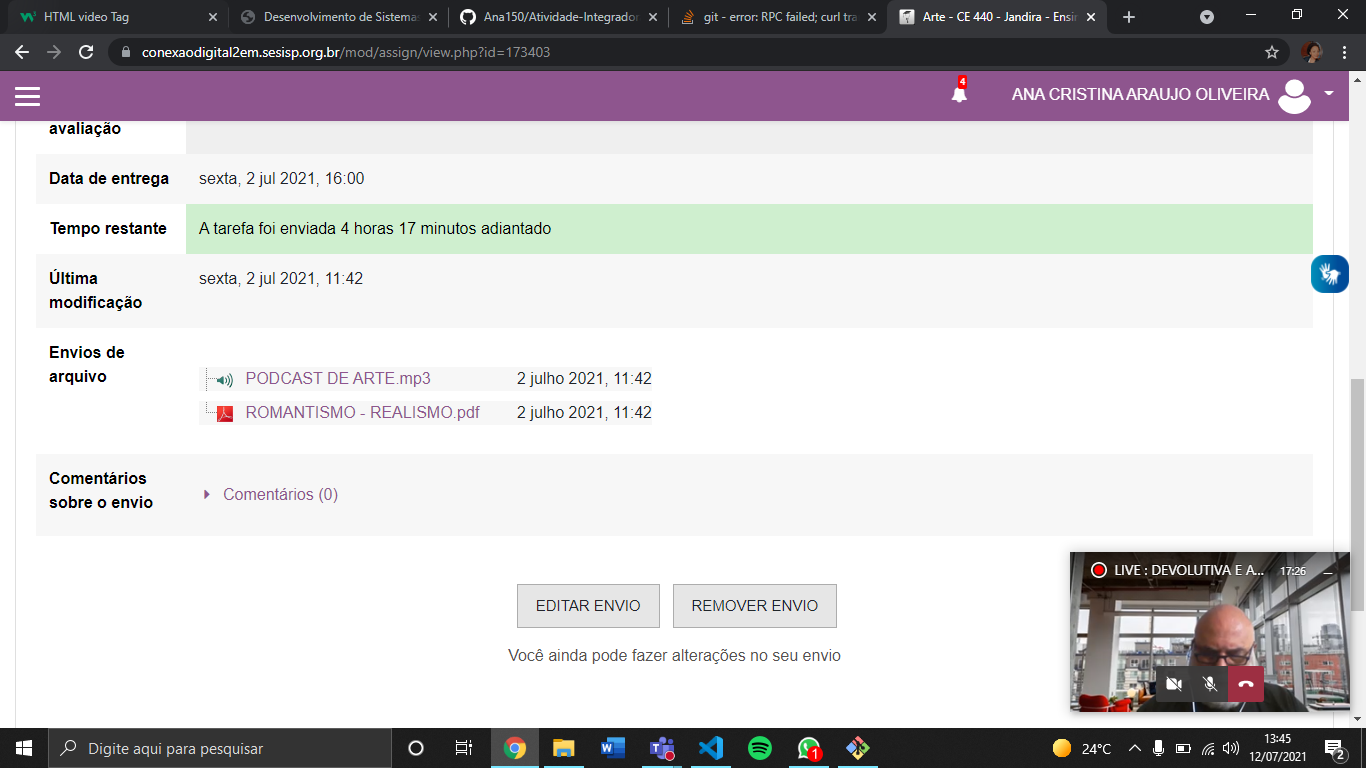 HTML video Tag
Desenvolvimento de Sistema
Ana150/Atividade-Integrador
git - error: RPC failed; curl tra
Arte - CE 440 - Jandira - Ensi
conexaodigital2em.sesisp.org.br/mod/assign/view.php?id=173403
4
ANA CRISTINA ARAUJO OLIVEIRA
avaliação
Data de entrega
sexta, 2 jul 2021, 16:00
Tempo restante
A tarefa foi enviada 4 horas 17 minutos adiantado
Última
modificação
sexta, 2 jul 2021, 11:42
Envios de
arquivo
PODCAST DE ARTE.mp3
2 julho 2021, 11:42
ROMANTISMO - REALISMO.pdf
2 julho 2021, 11:42
Comentários
sobre o envio
Comentários (0)
LIVE : DEVOLUTIVA E A...
17:26
EDITAR ENVIO
REMOVER ENVIO
Você ainda pode fazer alterações no seu envio
Digite aqui para pesquisar
1
24°C
13:45
12/07/2021
2